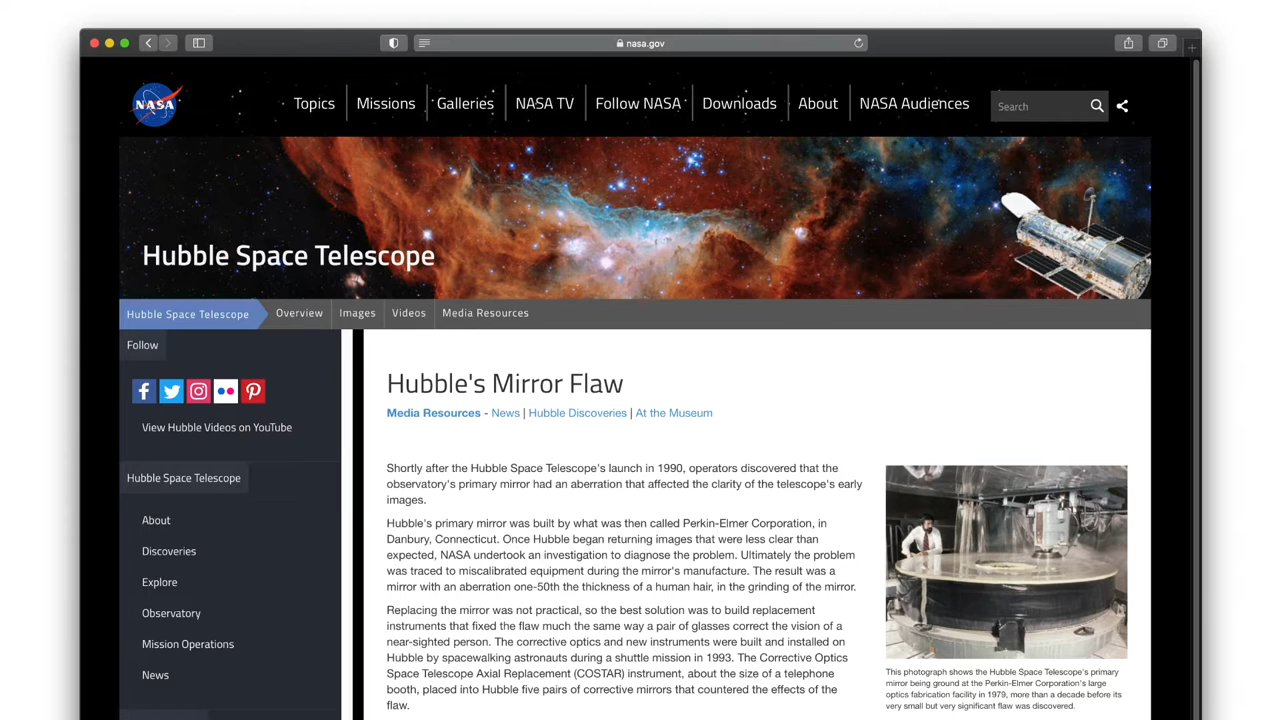 nasa.gov
NASA
Topics
Missions
Galleries
NASA TV
Follow NASA
Downloads
About
NASA Audiences
Search
Hubble Space Telescope
Hubble Space Telescope
Overview
Images
Videos
Media Resources
Follow
View Hubble Videos on YouTube
Hubble Space Telescope
About
Discoveries
Explore
Observatory
Mission Operations
News
Hubble's Mirror Flaw
Media Resources - News | Hubble Discoveries | At the Museum
Shortly after the Hubble Space Telescope's launch in 1990, operators discovered that the
observatory's primary mirror had an aberration that affected the clarity of the telescope's early
images.
Hubble's primary mirror was built by what was then called Perkin-Elmer Corporation, in
Danbury, Connecticut. Once Hubble began returning images that were less clear than
expected, NASA undertook an investigation to diagnose the problem. Ultimately the problem
was traced to miscalibrated equipment during the mirror's manufacture. The result was a
mirror with an aberration one-50th the thickness of a human hair, in the grinding of the mirror.
Replacing the mirror was not practical, so the best solution was to build replacement
instruments that fixed the flaw much the same way a pair of glasses correct the vision of a
near-sighted person. The corrective optics and new instruments were built and installed on
Hubble by spacewalking astronauts during a shuttle mission in 1993. The Corrective Optics
Space Telescope Axial Replacement (COSTAR) instrument, about the size of a telephone
booth, placed into Hubble five pairs of corrective mirrors that countered the effects of the
flaw.
This photograph shows the Hubble Space Telescope's primary
mirror being ground at the Perkin-Elmer Corporation's large
optics fabrication facility in 1979, more than a decade before its
very small but very significant flaw was discovered.